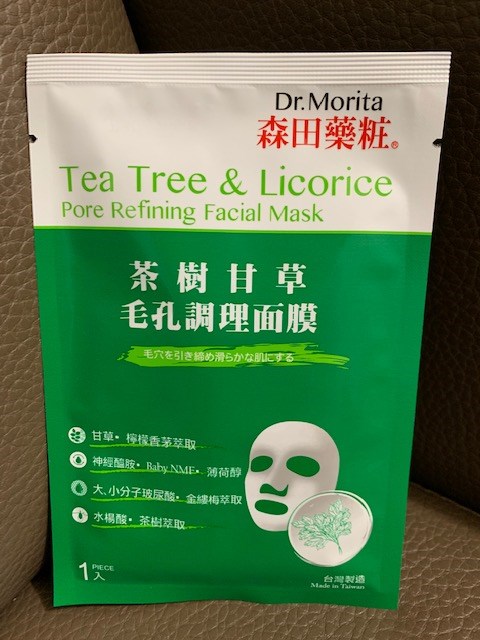 Dr.Morita
森田藥粧®
Tea Tree & Licorice
Pore Refining Facial Mask
茶樹甘草
毛孔調理面膜
毛穴を引き締め滑らかな肌にする
甘草・檸檬香茅萃取
神經醯胺・Baby NME・薄荷醇
大、小分子玻尿酸・金縷梅萃取
水楊酸・茶樹萃取
1 PIECE 入
台灣製造
Made in Taiwan